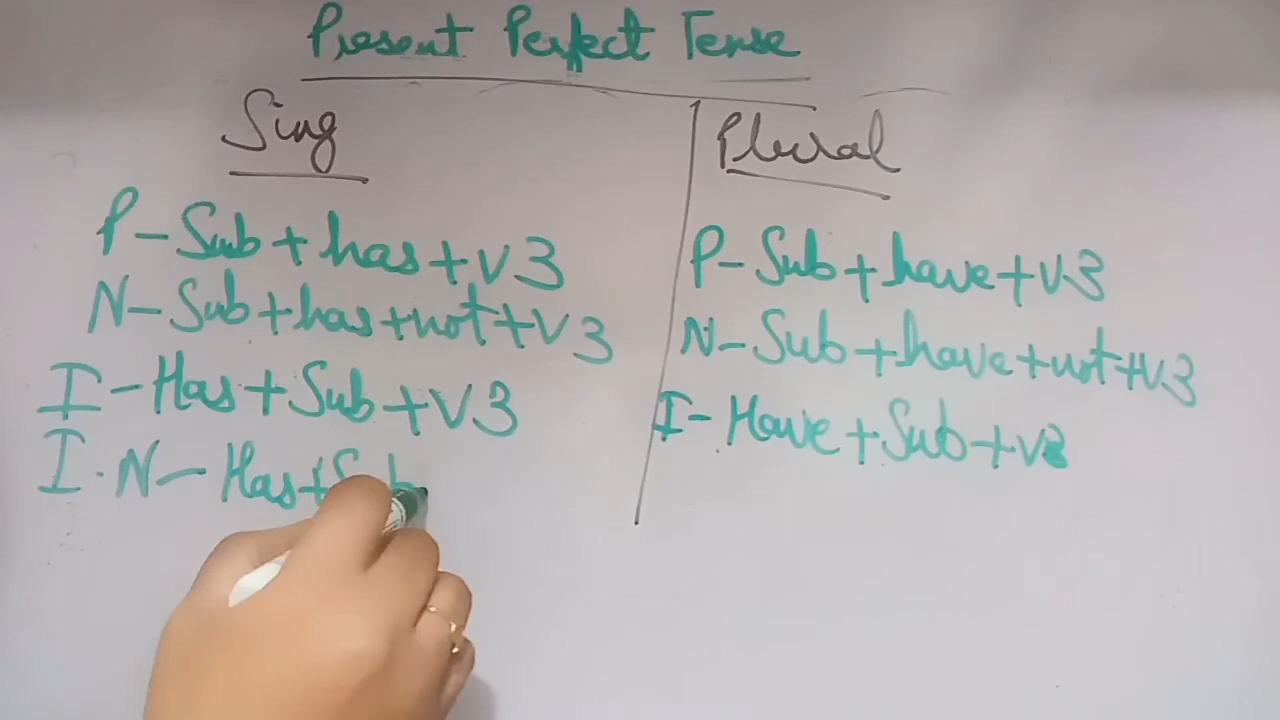 Present Perfect Tense
Sing
P-Sub+has+V3
N-Sub+has+not+V3
I-Has+Sub+V3
I.N-Has+Sub
Plural
P-Sub+have+V3
N-Sub+have+not+V3
I-Have+Sub+V3